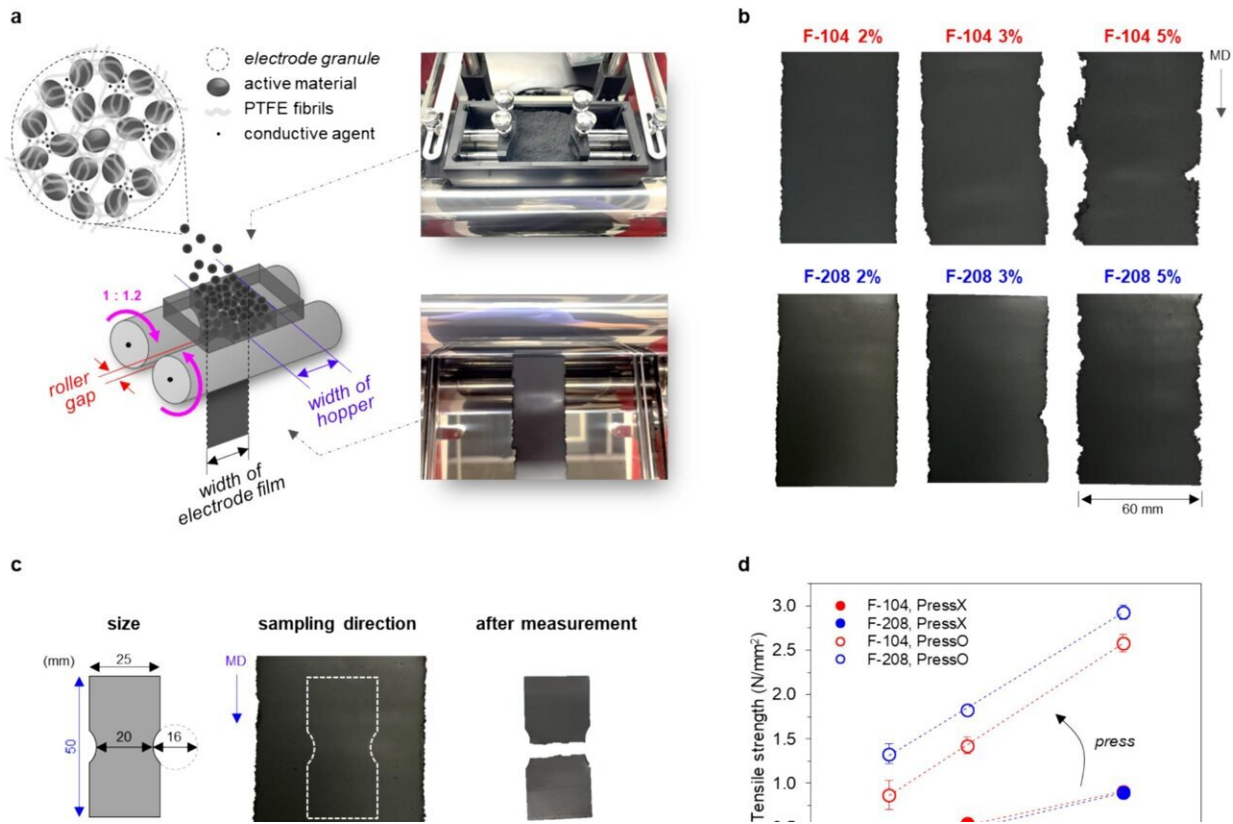 a
electrode granule
active material
PTFE fibrils
conductive agent
1 : 1.2
roller
gap
width of
hopper
width of
electrode film
b
F-104 2%
F-104 3%
F-104 5%
MD
F-208 2%
F-208 3%
F-208 5%
60 mm
c
size
sampling direction
after measurement
(mm)
25
50
20
16
MD
d
Tensile strength (N/mm²)
3.0
2.5
2.0
1.5
1.0
F-104, PressX
F-208, PressX
F-104, PressO
F-208, PressO
press